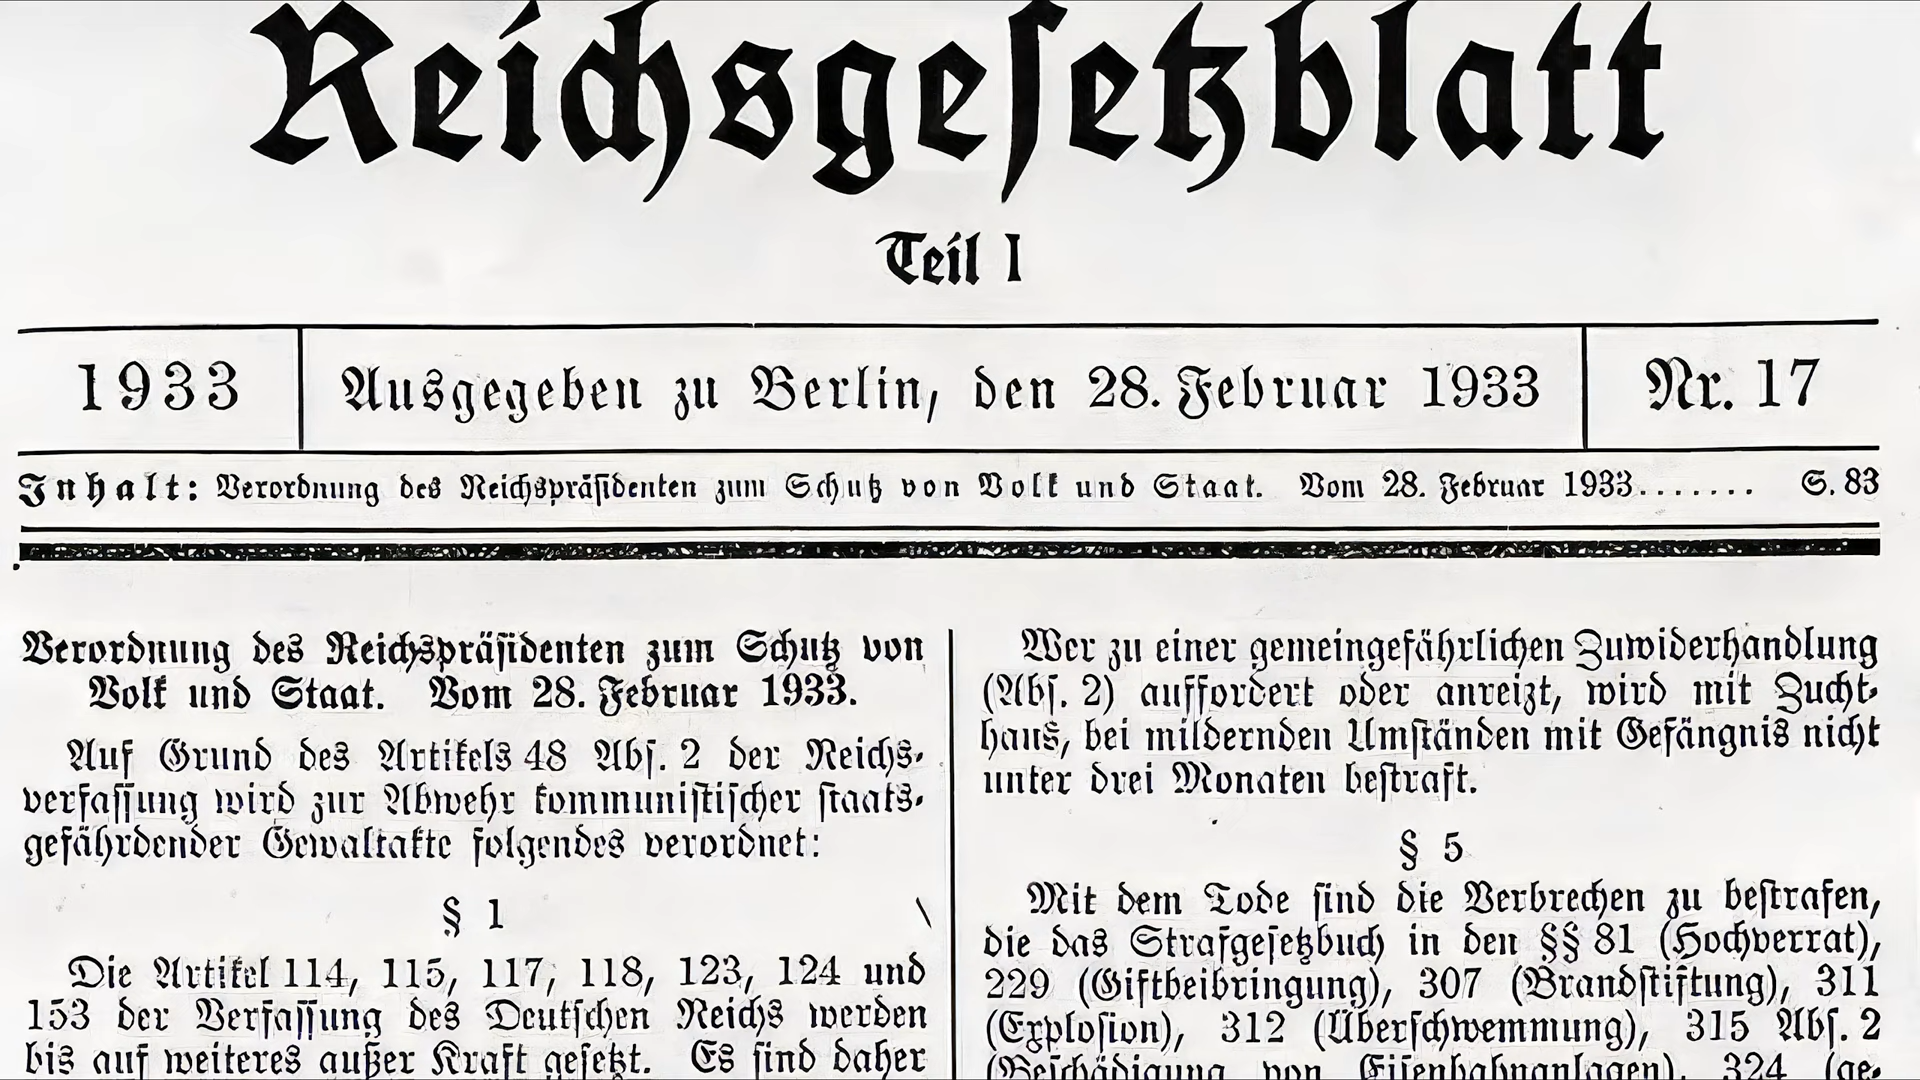 Reichsgesetzblatt
Teil I
1933
Ausgegeben zu Berlin, den 28. Februar 1933
Nr. 17
Inhalt: Verordnung des Reichspräsidenten zum Schutz von Volk und Staat. Vom 28. Februar 1933....... S. 83
Verordnung des Reichspräsidenten zum Schutz von
Volk und Staat. Vom 28. Februar 1933.
Auf Grund des Artikels 48 Abs. 2 der Reichs-
verfassung wird zur Abwehr kommunistischer staats-
gefährdender Gewaltakte folgendes verordnet:
§ 1
Die Artikel 114, 115, 117, 118, 123, 124 und
153 der Verfassung des Deutschen Reichs werden
bis auf weiteres außer Kraft gesetzt. Es sind daher
Wer zu einer gemeingefährlichen Zuwiderhandlung
(Abs. 2) auffordert oder anreizt, wird mit Zucht-
haus, bei mildernden Umständen mit Gefängnis nicht
unter drei Monaten bestraft.
§ 5
Mit dem Tode sind die Verbrechen zu bestrafen,
die das Strafgesetzbuch in den §§ 81 (Hochverrat),
229 (Giftbeibringung), 307 (Brandstiftung), 311
(Explosion), 312 (Überschwemmung), 315 Abs. 2
(Beschädigung von Eisenbahnanlagen), 324 (ge-